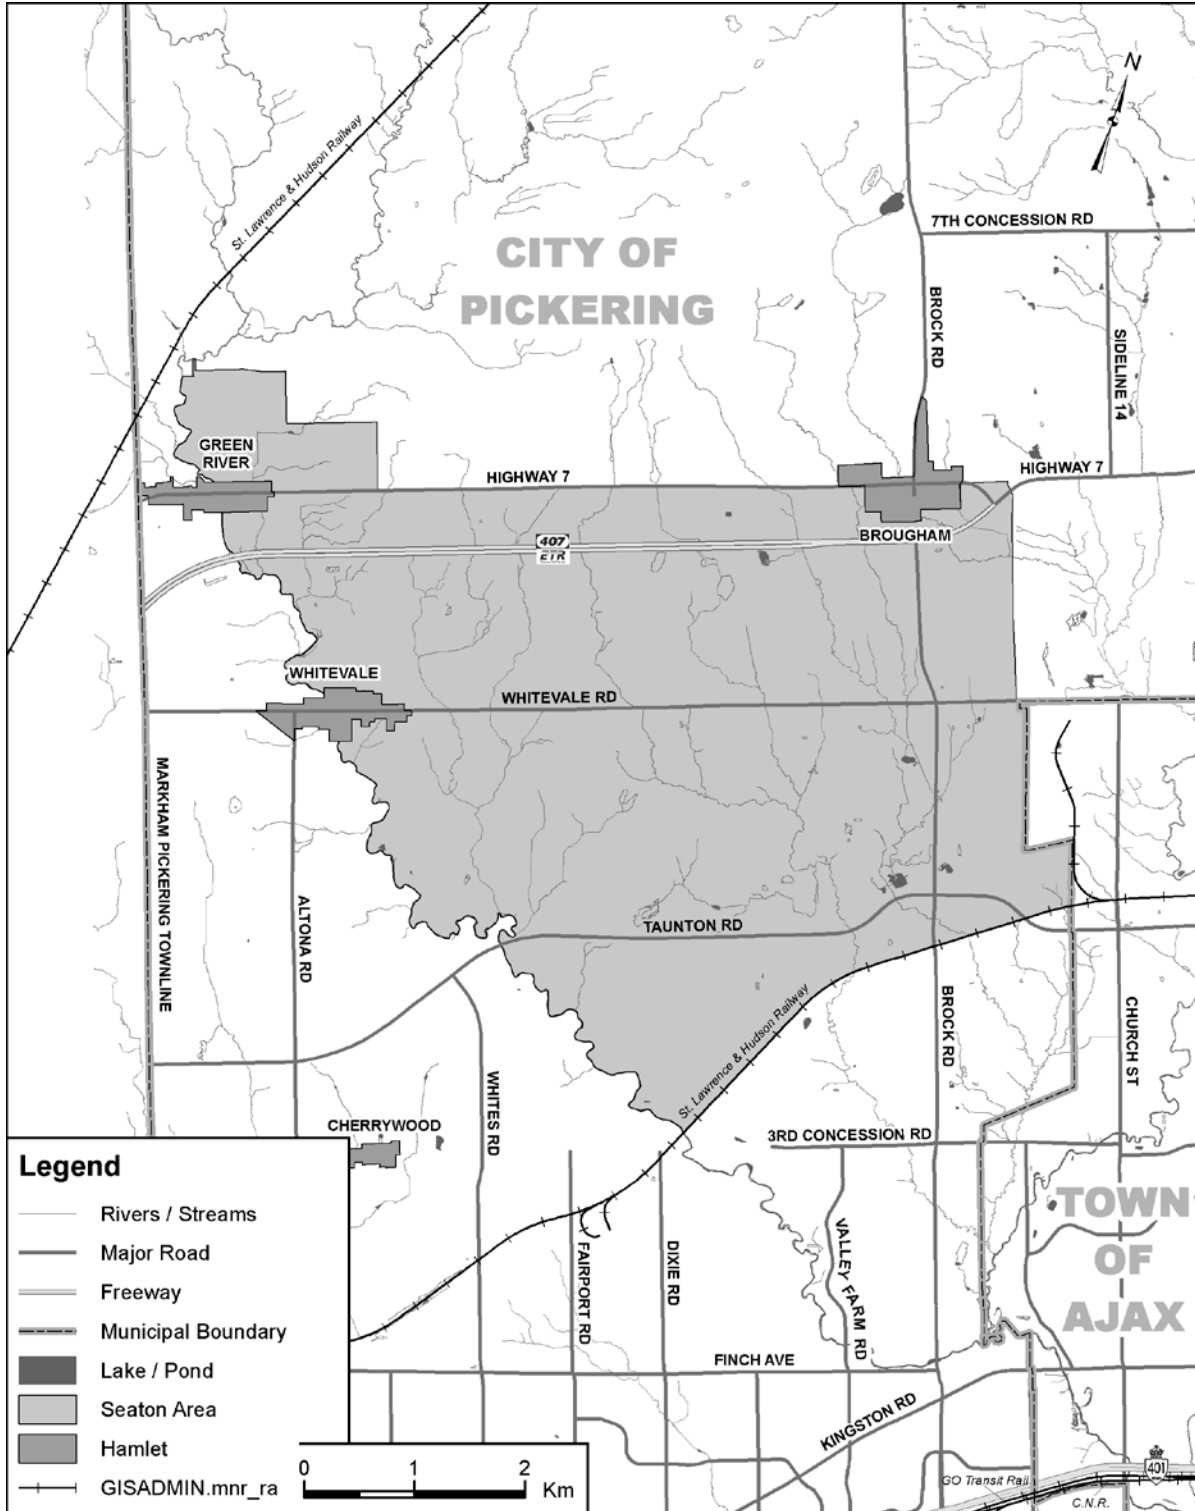 N
St. Lawrence & Hudson Railway
CITY OF
PICKERING
7TH CONCESSION RD
BROCK RD
SIDELINE 14
GREEN
RIVER
HIGHWAY 7
HIGHWAY 7
BROUGHAM
407
ETR
WHITEVALE
WHITEVALE RD
MARKHAM PICKERING TOWNLINE
ALTONA RD
TAUNTON RD
St. Lawrence & Hudson Railway
BROCK RD
CHURCH ST
WHITES RD
CHERRYWOOD
3RD CONCESSION RD
TOWN
OF
AJAX
FAIRPORT RD
DIXIE RD
VALLEY FARM RD
FINCH AVE
KINGSTON RD
GO Transit Rail
401
C.N.R.
Legend
Rivers / Streams
Major Road
Freeway
Municipal Boundary
Lake / Pond
Seaton Area
Hamlet
GISADMIN.mnr_ra
0 1 2
Km